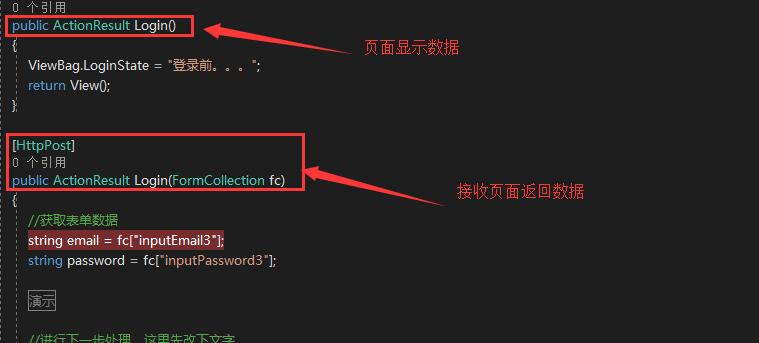 0 个引用
public ActionResult Login()
页面显示数据
{
ViewBag.LoginState = "登录前。。。";
return View();
}
[HttpPost]
0 个引用
public ActionResult Login(FormCollection fc)
接收页面返回数据
{
//获取表单数据
string email = fc["inputEmail3"];
string password = fc["inputPassword3"];
演示
//进行下一步处理，这里先改下文字